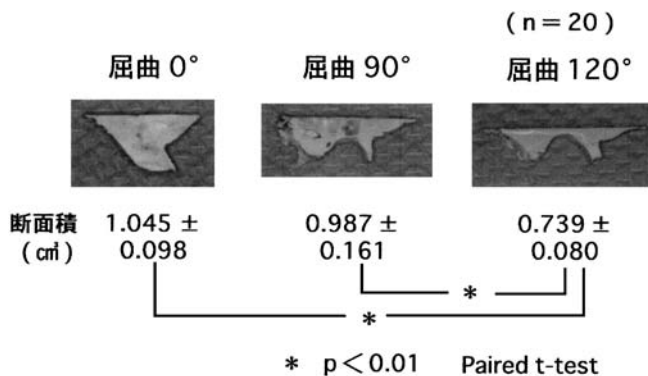 (n=20)
屈曲 0° 屈曲 90° 屈曲 120°
断面積 1.045 ± 0.987 ± 0.739 ±
(㎠) 0.098 0.161 0.080
*
*
* p<0.01 Paired t-test